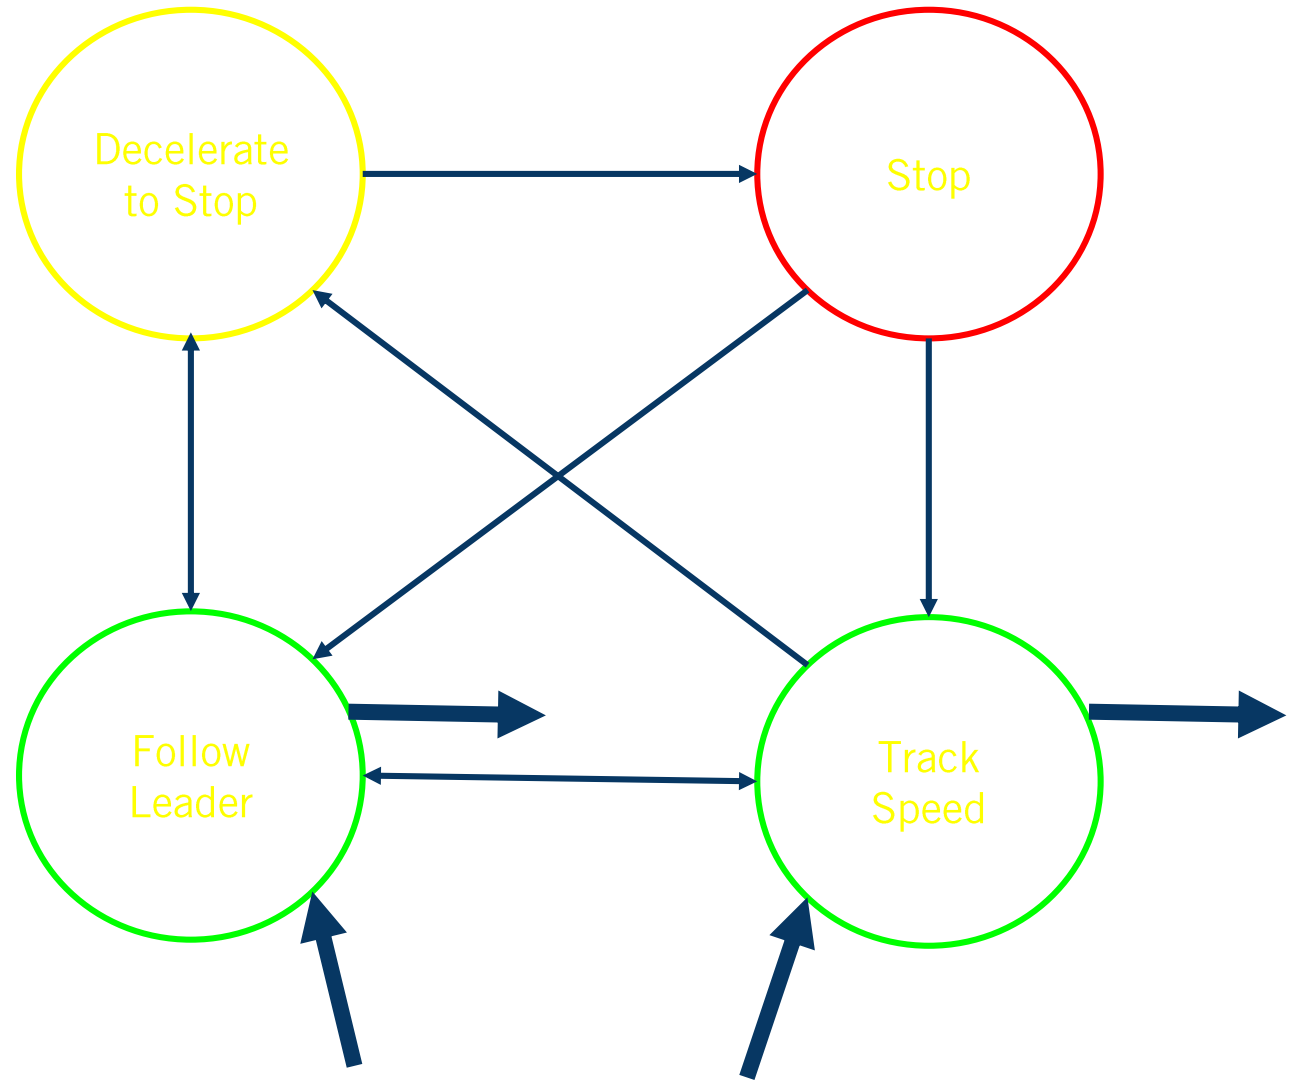 Decelerate
to Stop
Stop
Follow
Leader
Track
Speed